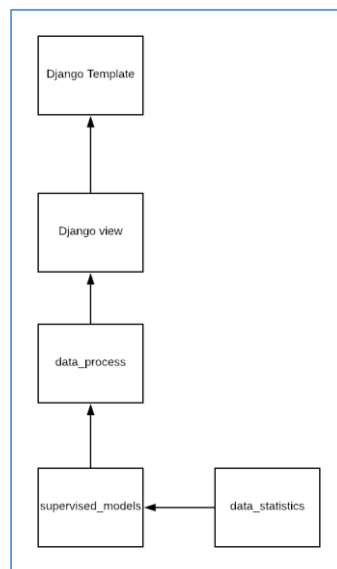 Django Template
Django view
data_process
supervised_models
data_statistics